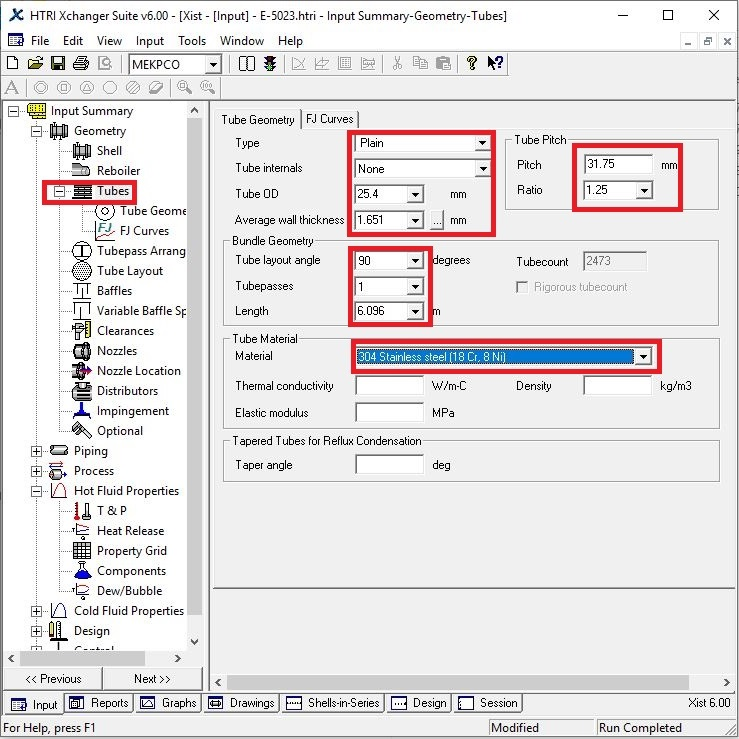 HTRI Xchanger Suite v6.00 - [Xist - [Input] - E-5023.htri - Input Summary-Geometry-Tubes]
File Edit View Input Tools Window Help
MEKPCO
Input Summary
Geometry
Shell
Reboiler
Tubes
Tube Geome
FJ Curves
Tubepass Arrang
Tube Layout
Baffles
Variable Baffle Sp
Clearances
Nozzles
Nozzle Location
Distributors
Impingement
Optional
Piping
Process
Hot Fluid Properties
T & P
Heat Release
Property Grid
Components
Dew/Bubble
Cold Fluid Properties
Design
Control
<< Previous Next >>
Tube Geometry FJ Curves
Type Plain
Tube internals None
Tube OD 25.4 mm
Average wall thickness 1.651 ... mm
Tube Pitch
Pitch 31.75 mm
Ratio 1.25
Bundle Geometry
Tube layout angle 90 degrees Tubecount 2473
Tubepasses 1 Rigorous tubecount
Length 6.096 m
Tube Material
Material 304 Stainless steel (18 Cr, 8 Ni)
Thermal conductivity W/m-C Density kg/m3
Elastic modulus MPa
Tapered Tubes for Reflux Condensation
Taper angle deg
Input Reports Graphs Drawings Shells-in-Series Design Session Xist 6.00
For Help, press F1 Modified Run Completed